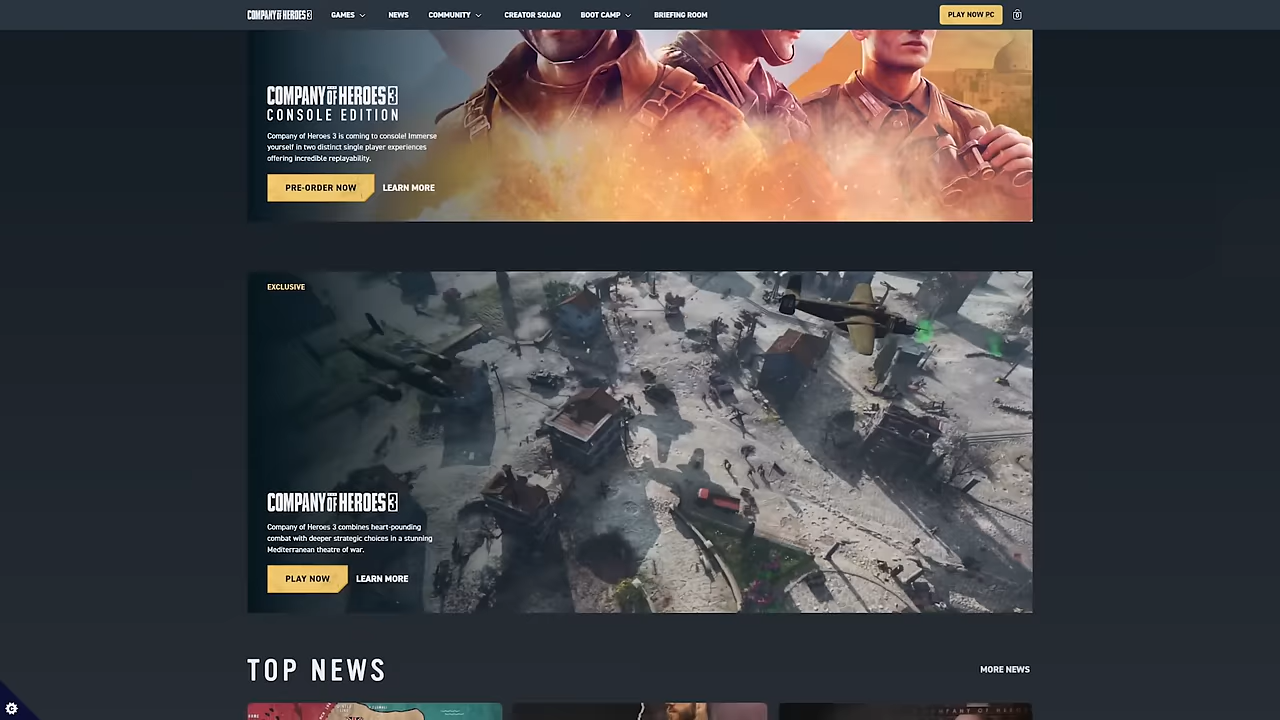 COMPANY OF HEROES 3
GAMES
NEWS
COMMUNITY
CREATOR SQUAD
BOOT CAMP
BRIEFING ROOM
PLAY NOW PC
0
COMPANY OF HEROES 3
CONSOLE EDITION
Company of Heroes 3 is coming to console! Immerse
yourself in two distinct single player experiences
offering incredible replayability.
PRE-ORDER NOW
LEARN MORE
EXCLUSIVE
COMPANY OF HEROES 3
Company of Heroes 3 combines heart-pounding
combat with deeper strategic choices in a stunning
Mediterranean theatre of war.
PLAY NOW
LEARN MORE
TOP NEWS
MORE NEWS